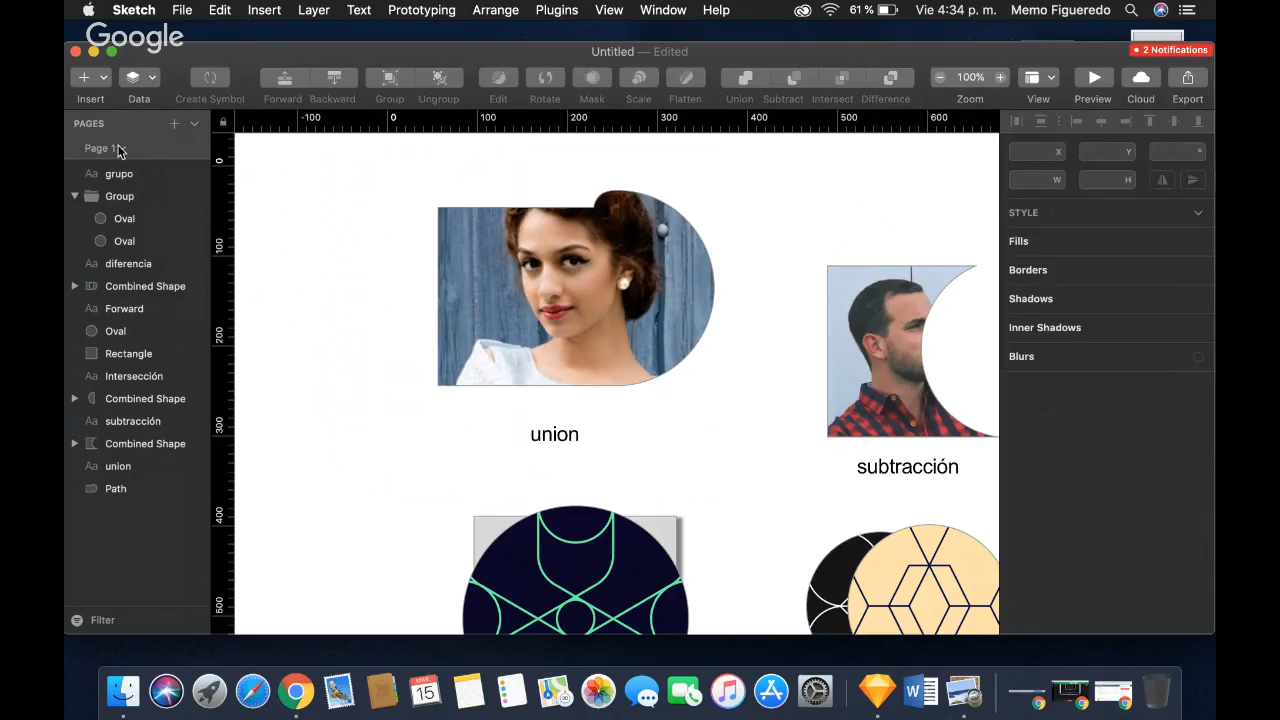 Sketch File Edit Insert Layer Text Prototyping Arrange Plugins View Window Help 61 % Vie 4:34 p. m. Memo Figueredo
Google
Untitled — Edited
2 Notifications
Insert Data Create Symbol Forward Backward Group Ungroup Edit Rotate Mask Scale Flatten Union Subtract Intersect Difference 100% Zoom View Preview Cloud Export
PAGES
-100 0 100 200 300 400 500 600
Page 1
grupo
Group
Oval
Oval
diferencia
Combined Shape
Forward
Oval
Rectangle
Intersección
Combined Shape
subtracción
Combined Shape
union
Path
Filter
0
100
200
300
400
500
union
subtracción
X Y °
W H
STYLE
Fills
Borders
Shadows
Inner Shadows
Blurs
MAR
15